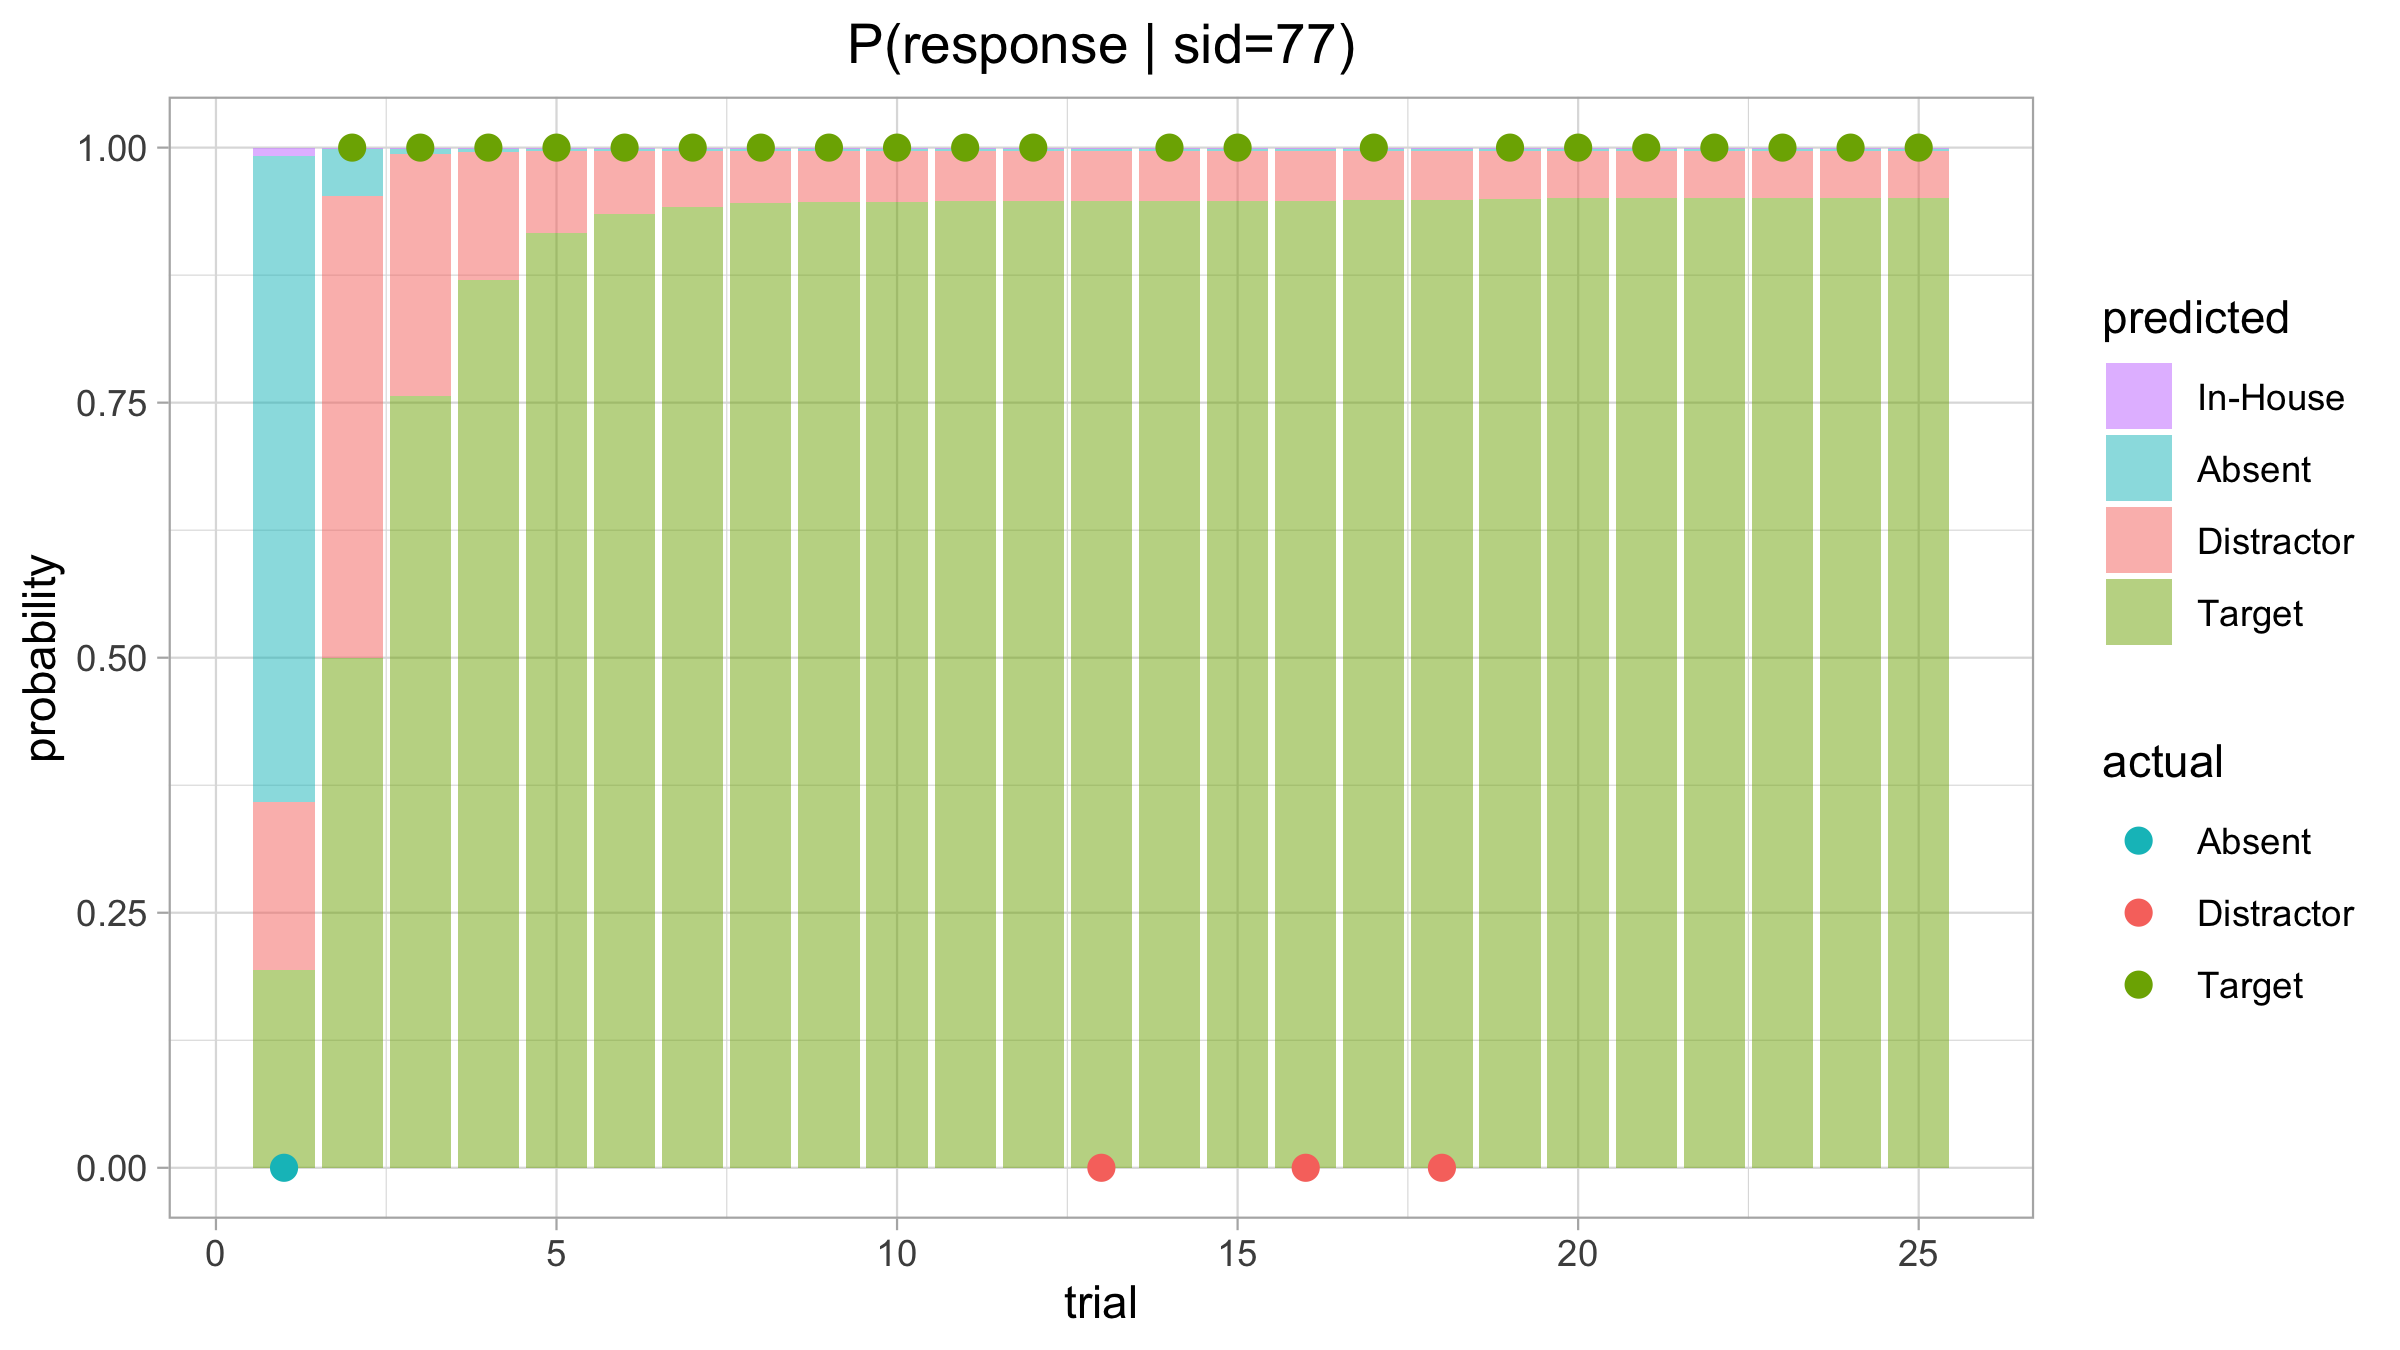 P(response | sid=77)
probability
1.00
0.75
0.50
0.25
0.00
0 5 10 15 20 25
trial
predicted
In-House
Absent
Distractor
Target
actual
Absent
Distractor
Target